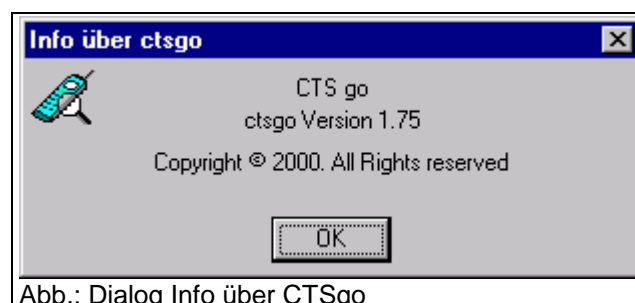 Info über ctsgo
CTS go
ctsgo Version 1.75
Copyright © 2000. All Rights reserved
OK
Abb.: Dialog Info über CTSgo